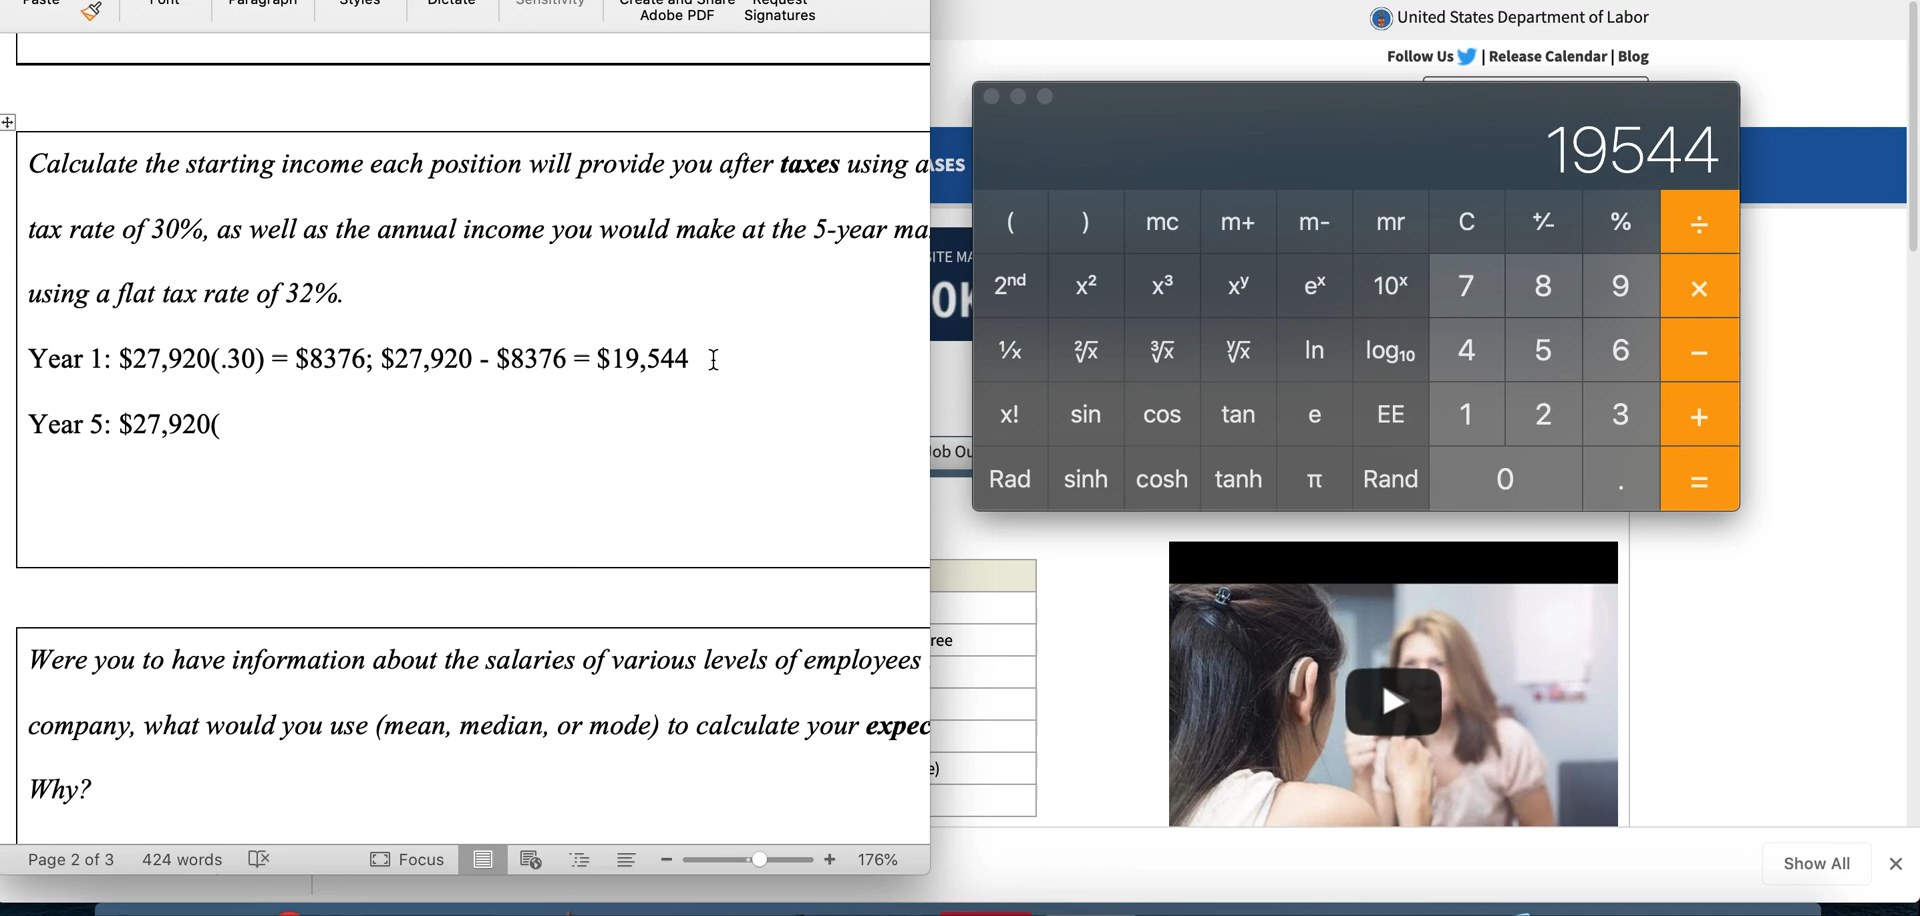 Paragraph
Styles
Dictate
Sensitivity
Create and Share
Request
Adobe PDF
Signatures
United States Department of Labor
Follow Us | Release Calendar | Blog
19544
( ) mc m+ m- mr C +⁄- % ÷
2nd x² x³ xʸ eˣ 10ˣ 7 8 9 ×
¹⁄x ²√x ³√x ʸ√x ln log₁₀ 4 5 6 −
x! sin cos tan e EE 1 2 3 +
Rad sinh cosh tanh π Rand 0 . =
Calculate the starting income each position will provide you after taxes using a
tax rate of 30%, as well as the annual income you would make at the 5-year ma
using a flat tax rate of 32%.
Year 1: $27,920(.30) = $8376; $27,920 - $8376 = $19,544
Year 5: $27,920(
ASES
ITE MA
0K
Job Ou
ree
e)
Were you to have information about the salaries of various levels of employees
company, what would you use (mean, median, or mode) to calculate your expec
Why?
Page 2 of 3 424 words Focus 176%
Show All